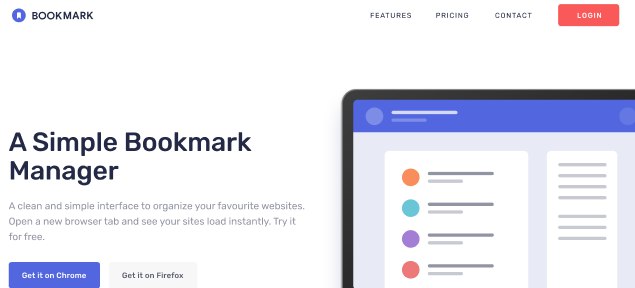 BOOKMARK
FEATURES PRICING CONTACT LOGIN
A Simple Bookmark
Manager
A clean and simple interface to organize your favourite websites.
Open a new browser tab and see your sites load instantly. Try it
for free.
Get it on Chrome Get it on Firefox